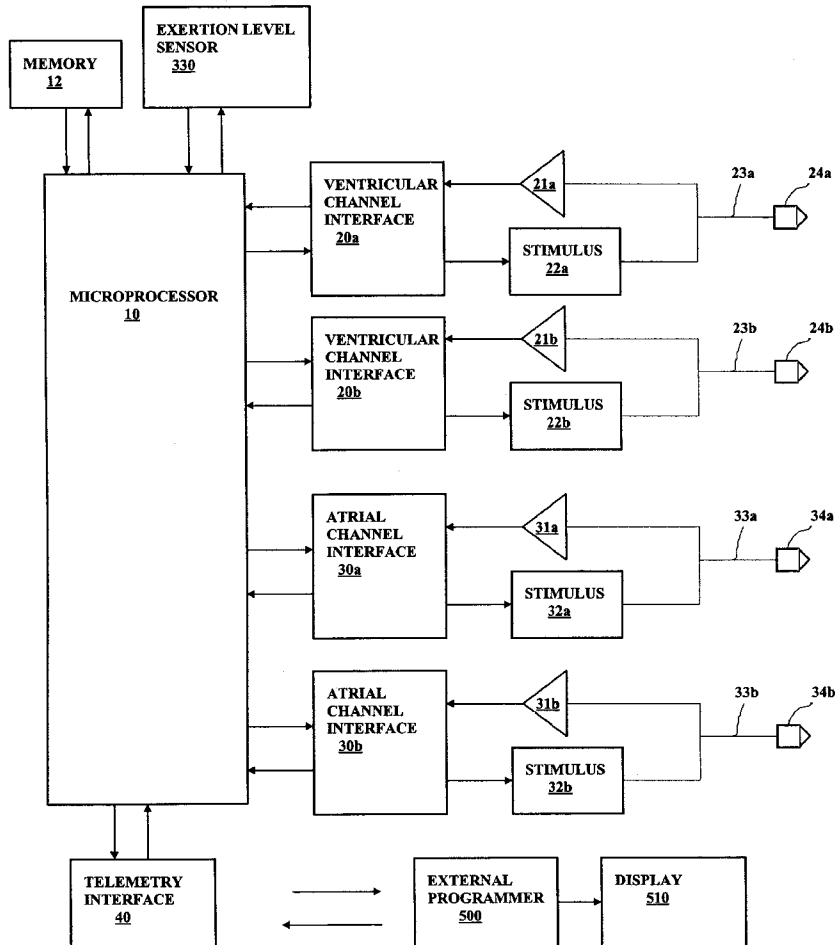 EXERTION LEVEL
SENSOR
330
MEMORY
12
MICROPROCESSOR
10
VENTRICULAR
CHANNEL
INTERFACE
20a
21a
STIMULUS
22a
23a
24a
VENTRICULAR
CHANNEL
INTERFACE
20b
21b
STIMULUS
22b
23b
24b
ATRIAL
CHANNEL
INTERFACE
30a
31a
STIMULUS
32a
33a
34a
ATRIAL
CHANNEL
INTERFACE
30b
31b
STIMULUS
32b
33b
34b
TELEMETRY
INTERFACE
40
EXTERNAL
PROGRAMMER
500
DISPLAY
510